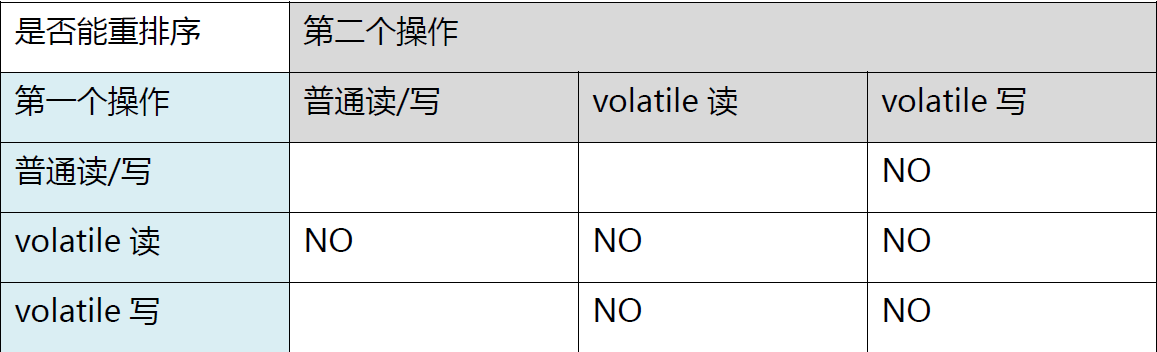 是否能重排序 第二个操作
第一个操作 普通读/写 volatile 读 volatile 写
普通读/写 NO
volatile 读 NO NO NO
volatile 写 NO NO